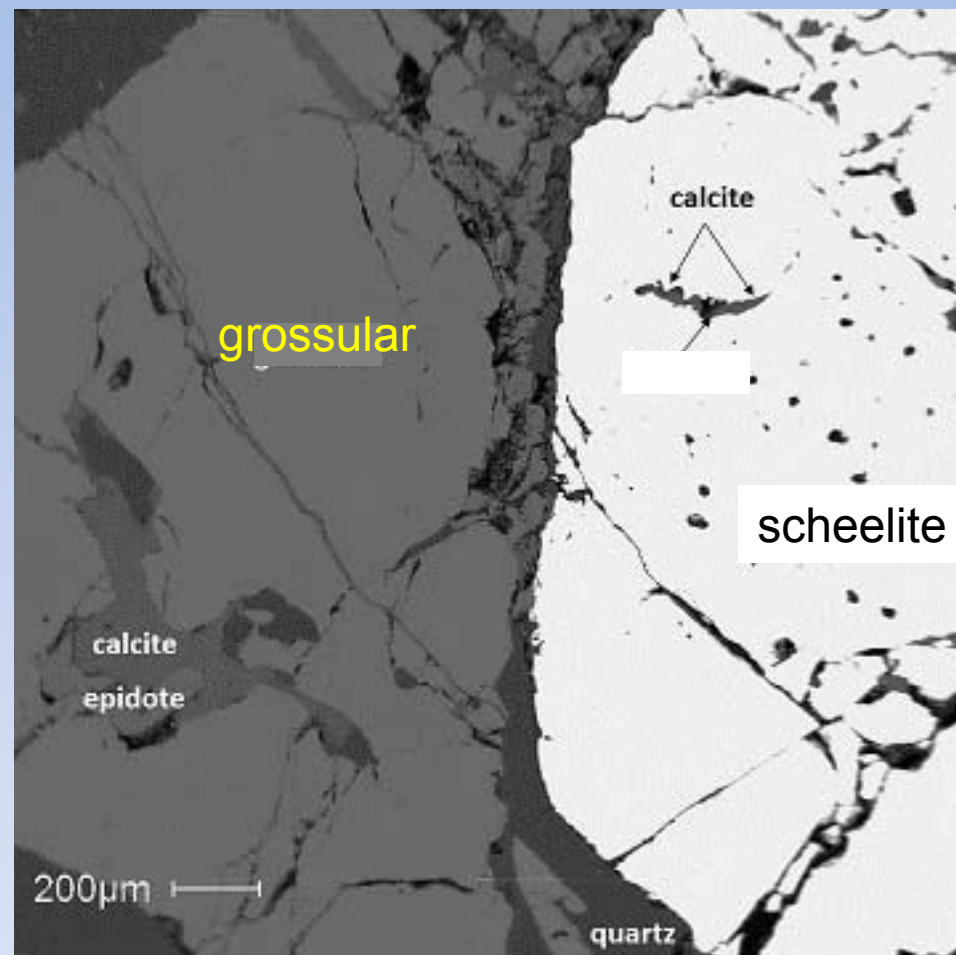 calcite
grossular
scheelite
calcite
epidote
200µm
quartz